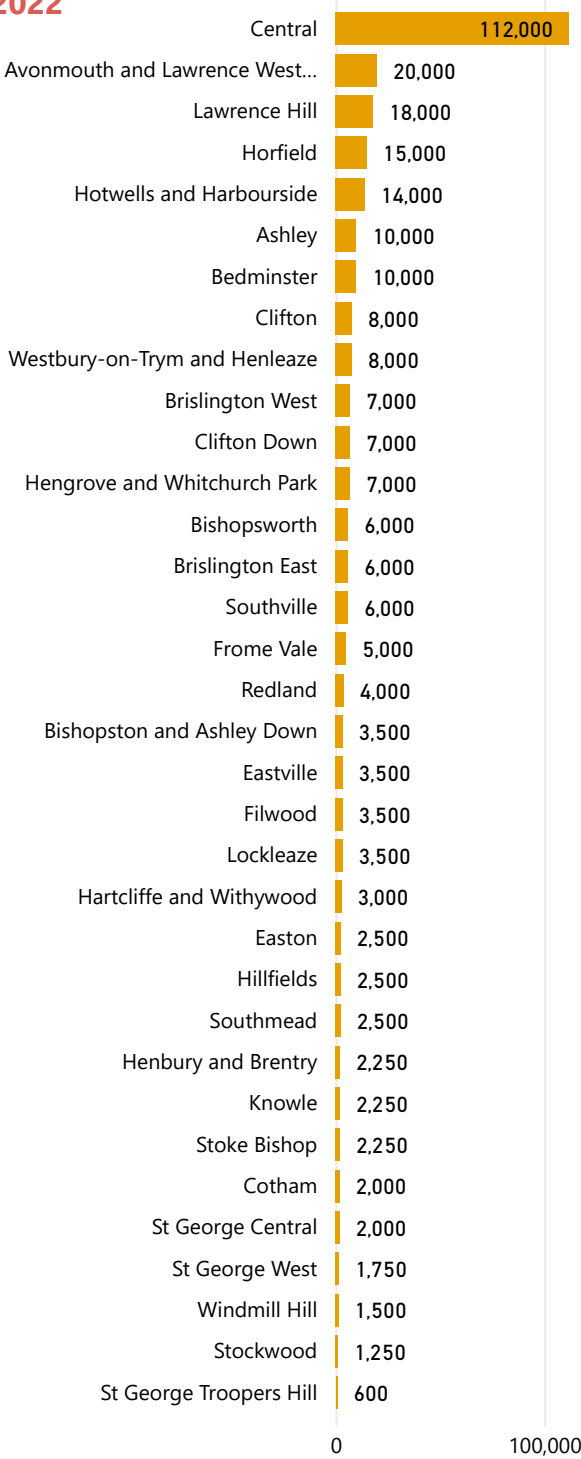 2022
Central 112,000
Avonmouth and Lawrence West... 20,000
Lawrence Hill 18,000
Horfield 15,000
Hotwells and Harbourside 14,000
Ashley 10,000
Bedminster 10,000
Clifton 8,000
Westbury-on-Trym and Henleaze 8,000
Brislington West 7,000
Clifton Down 7,000
Hengrove and Whitchurch Park 7,000
Bishopsworth 6,000
Brislington East 6,000
Southville 6,000
Frome Vale 5,000
Redland 4,000
Bishopston and Ashley Down 3,500
Eastville 3,500
Filwood 3,500
Lockleaze 3,500
Hartcliffe and Withywood 3,000
Easton 2,500
Hillfields 2,500
Southmead 2,500
Henbury and Brentry 2,250
Knowle 2,250
Stoke Bishop 2,250
Cotham 2,000
St George Central 2,000
St George West 1,750
Windmill Hill 1,500
Stockwood 1,250
St George Troopers Hill 600
0 100,000